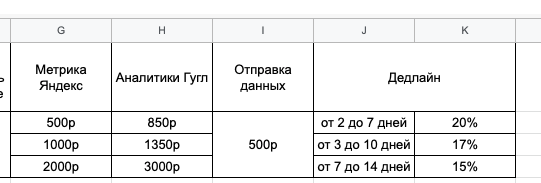 G H I J K
Метрика Яндекс Аналитики Гугл Отправка данных Дедлайн
500р 850р 500р от 2 до 7 дней 20%
1000р 1350р от 3 до 10 дней 17%
2000р 3000р от 7 до 14 дней 15%